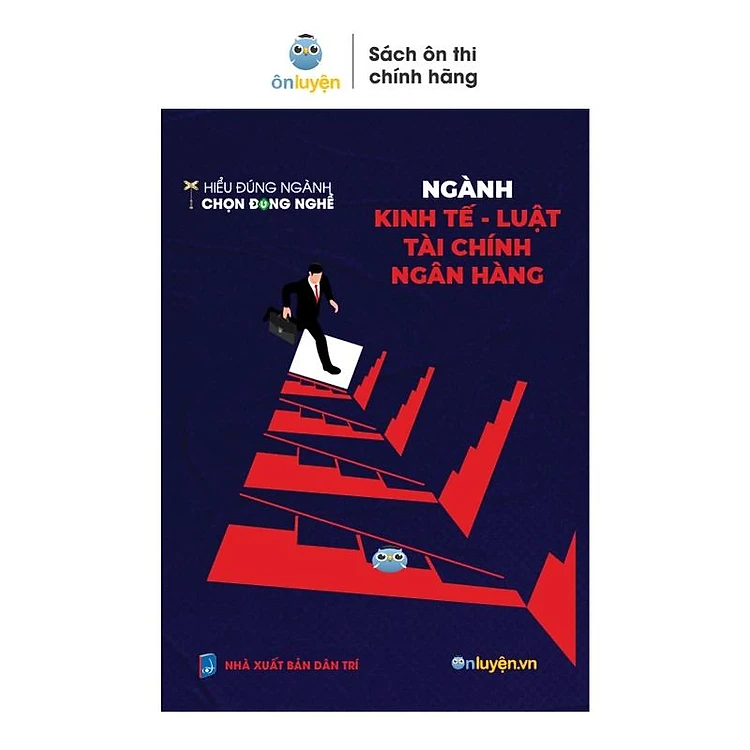 ônluyện
Sách ôn thi
chính hãng
HIỂU ĐÚNG NGÀNH
CHỌN ĐÚNG NGHỀ
NGÀNH
KINH TẾ - LUẬT
TÀI CHÍNH
NGÂN HÀNG
NHÀ XUẤT BẢN DÂN TRÍ
ônluyện.vn